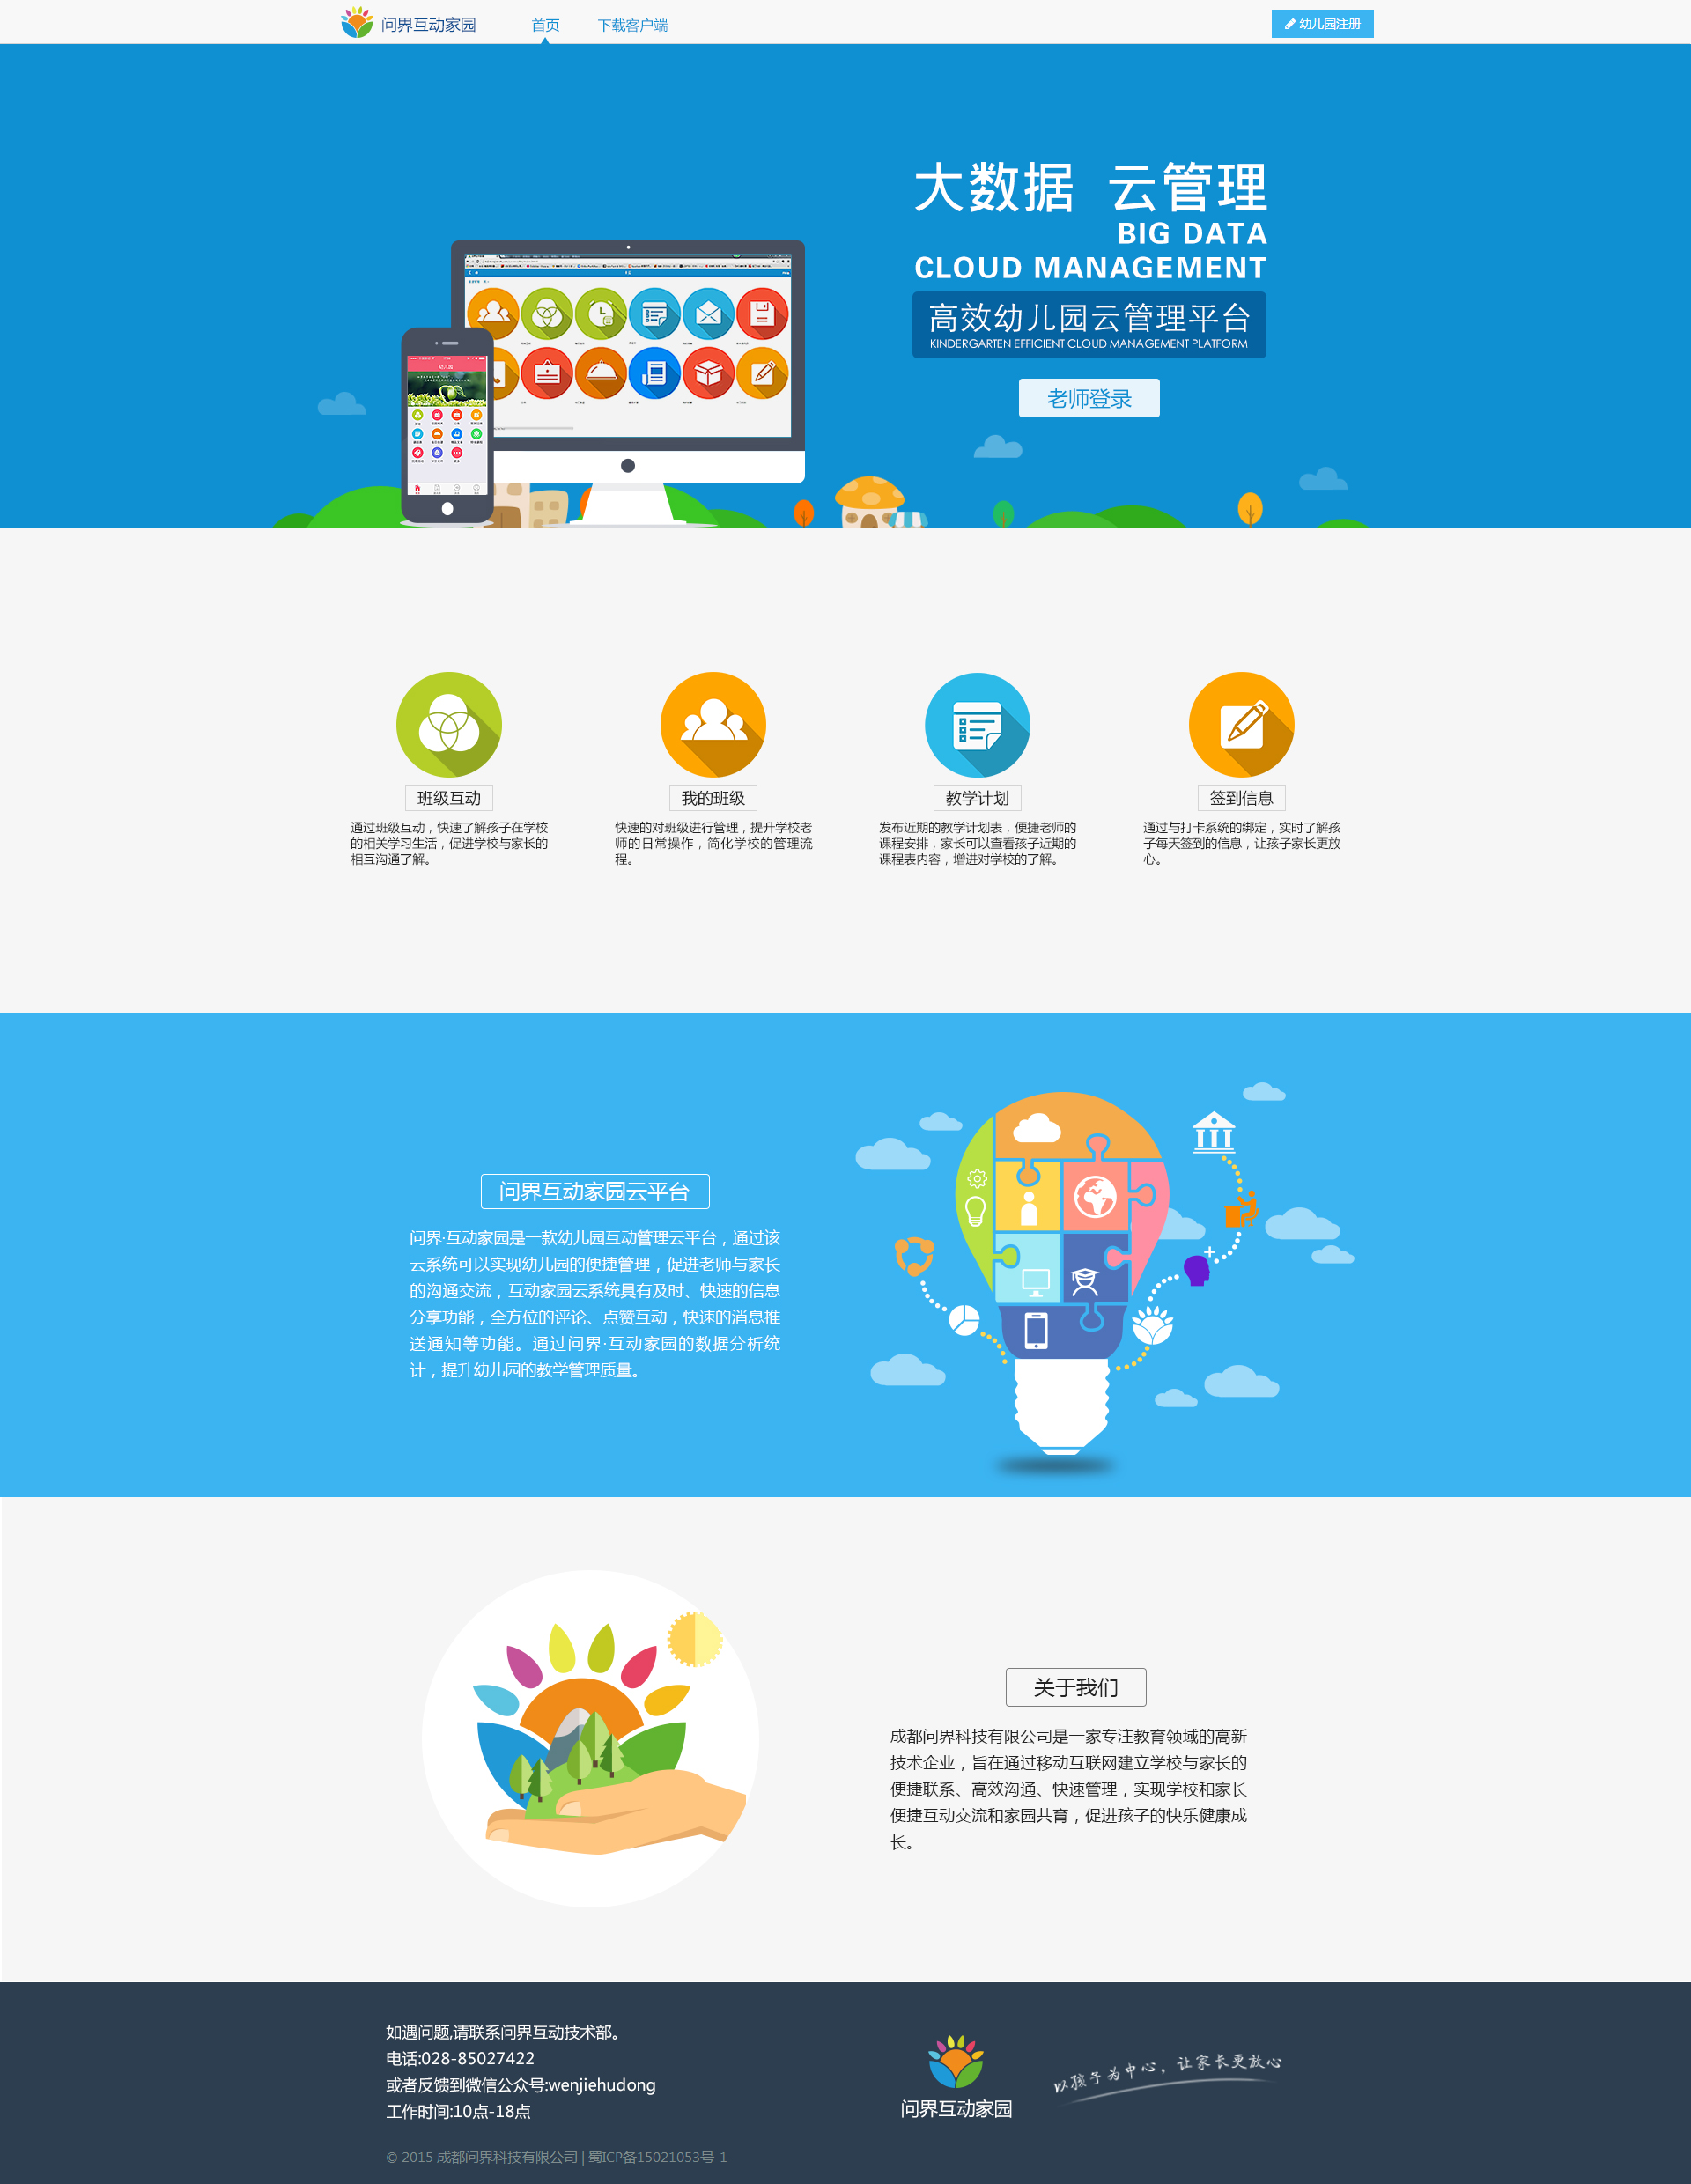 问界互动家园
首页
下载客户端
幼儿园注册
大数据 云管理
BIG DATA
CLOUD MANAGEMENT
高效幼儿园云管理平台
KINDERGARTEN EFFICIENT CLOUD MANAGEMENT PLATFORM
老师登录
幼儿园
班级互动
通过班级互动，快速了解孩子在学校
的相关学习生活，促进学校与家长的
相互沟通了解。
我的班级
快速的对班级进行管理，提升学校老
师的日常操作，简化学校的管理流
程。
教学计划
发布近期的教学计划表，便捷老师的
课程安排，家长可以查看孩子近期的
课程表内容，增进对学校的了解。
签到信息
通过与打卡系统的绑定，实时了解孩
子每天签到的信息，让孩子家长更放
心。
问界互动家园云平台
问界·互动家园是一款幼儿园互动管理云平台，通过该
云系统可以实现幼儿园的便捷管理，促进老师与家长
的沟通交流，互动家园云系统具有及时、快速的信息
分享功能，全方位的评论、点赞互动，快速的消息推
送通知等功能。通过问界·互动家园的数据分析统
计，提升幼儿园的教学管理质量。
关于我们
成都问界科技有限公司是一家专注教育领域的高新
技术企业，旨在通过移动互联网建立学校与家长的
便捷联系、高效沟通、快速管理，实现学校和家长
便捷互动交流和家园共育，促进孩子的快乐健康成
长。
如遇问题,请联系问界互动技术部。
电话:028-85027422
或者反馈到微信公众号:wenjiehudong
工作时间:10点-18点
问界互动家园
以孩子为中心，让家长更放心
© 2015 成都问界科技有限公司 | 蜀ICP备15021053号-1